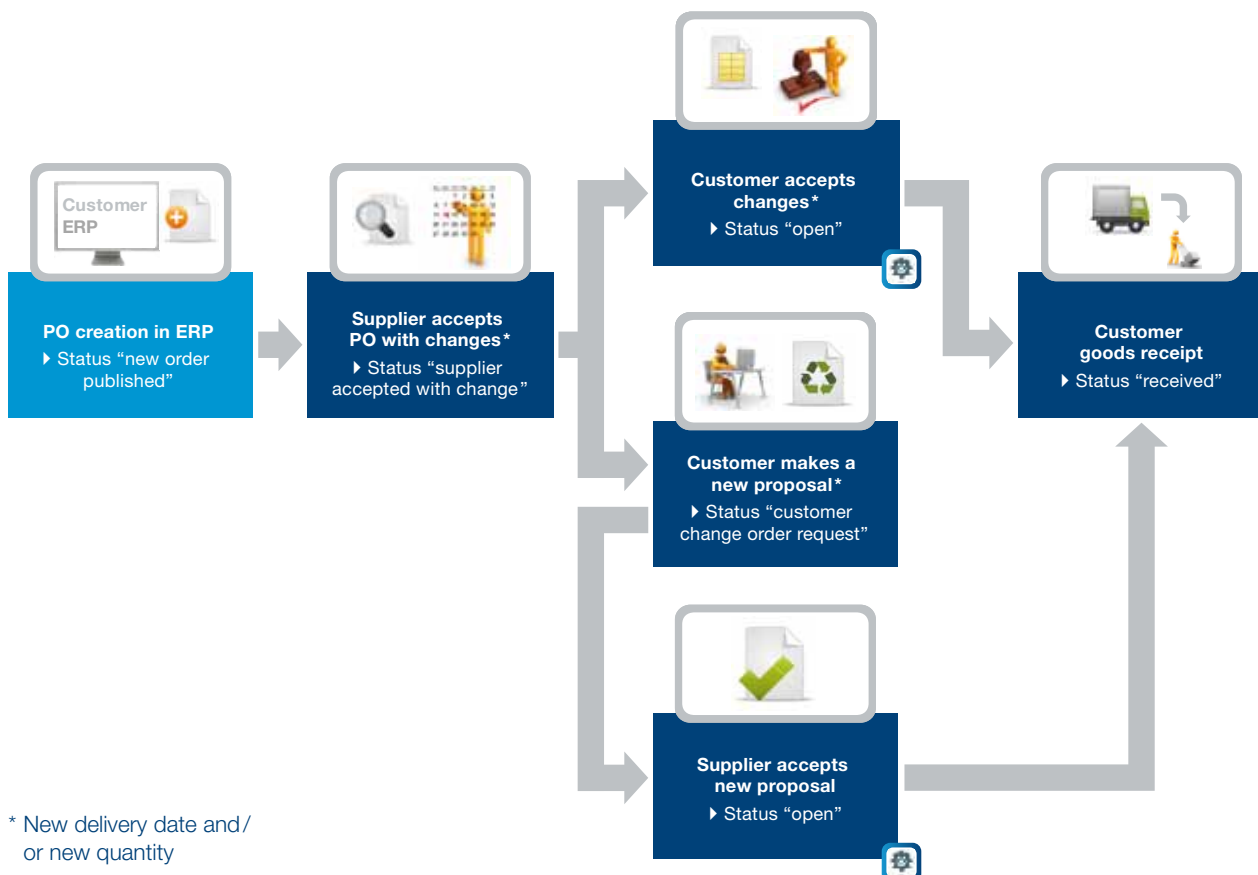 Customer
ERP
PO creation in ERP
▸ Status “new order
published”
Supplier accepts
PO with changes*
▸ Status “supplier
accepted with change”
Customer accepts
changes*
▸ Status “open”
Customer makes a
new proposal*
▸ Status “customer
change order request”
Supplier accepts
new proposal
▸ Status “open”
Customer
goods receipt
▸ Status “received”
* New delivery date and/
or new quantity